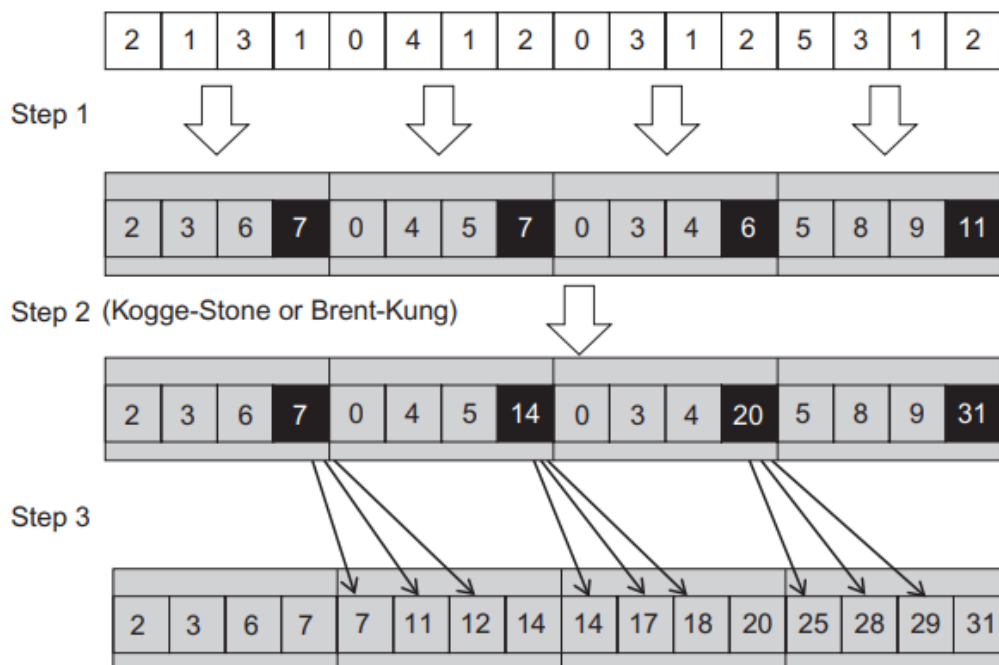 2 1 3 1 0 4 1 2 0 3 1 2 5 3 1 2
Step 1
2 3 6 7 0 4 5 7 0 3 4 6 5 8 9 11
Step 2 (Kogge-Stone or Brent-Kung)
2 3 6 7 0 4 5 14 0 3 4 20 5 8 9 31
Step 3
2 3 6 7 7 11 12 14 14 17 18 20 25 28 29 31